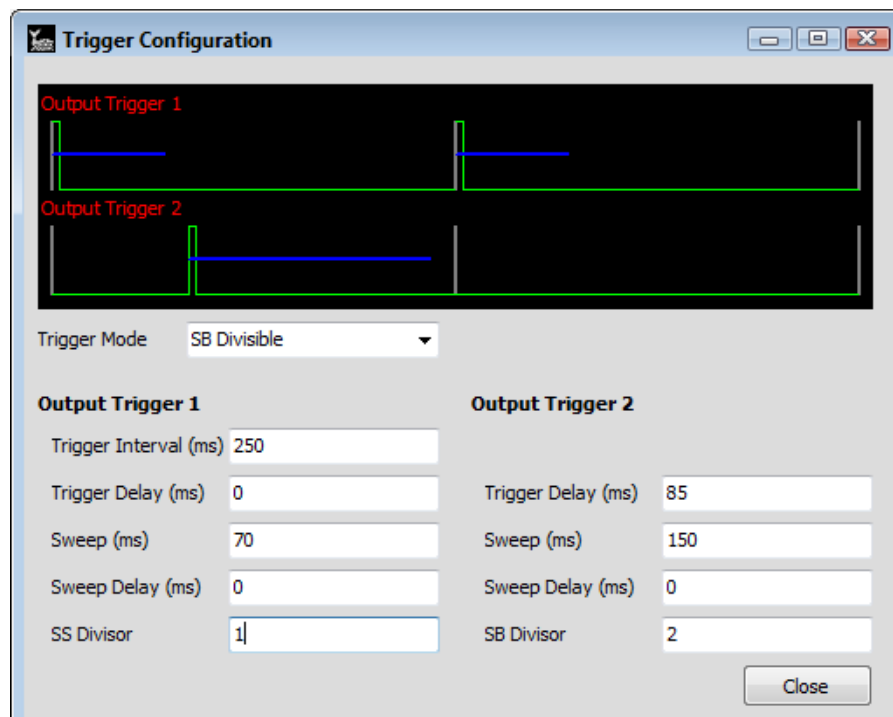 Trigger Configuration
Output Trigger 1
Output Trigger 2
Trigger Mode SB Divisible
Output Trigger 1 Output Trigger 2
Trigger Interval (ms) 250
Trigger Delay (ms) 0 Trigger Delay (ms) 85
Sweep (ms) 70 Sweep (ms) 150
Sweep Delay (ms) 0 Sweep Delay (ms) 0
SS Divisor 1 SB Divisor 2
Close